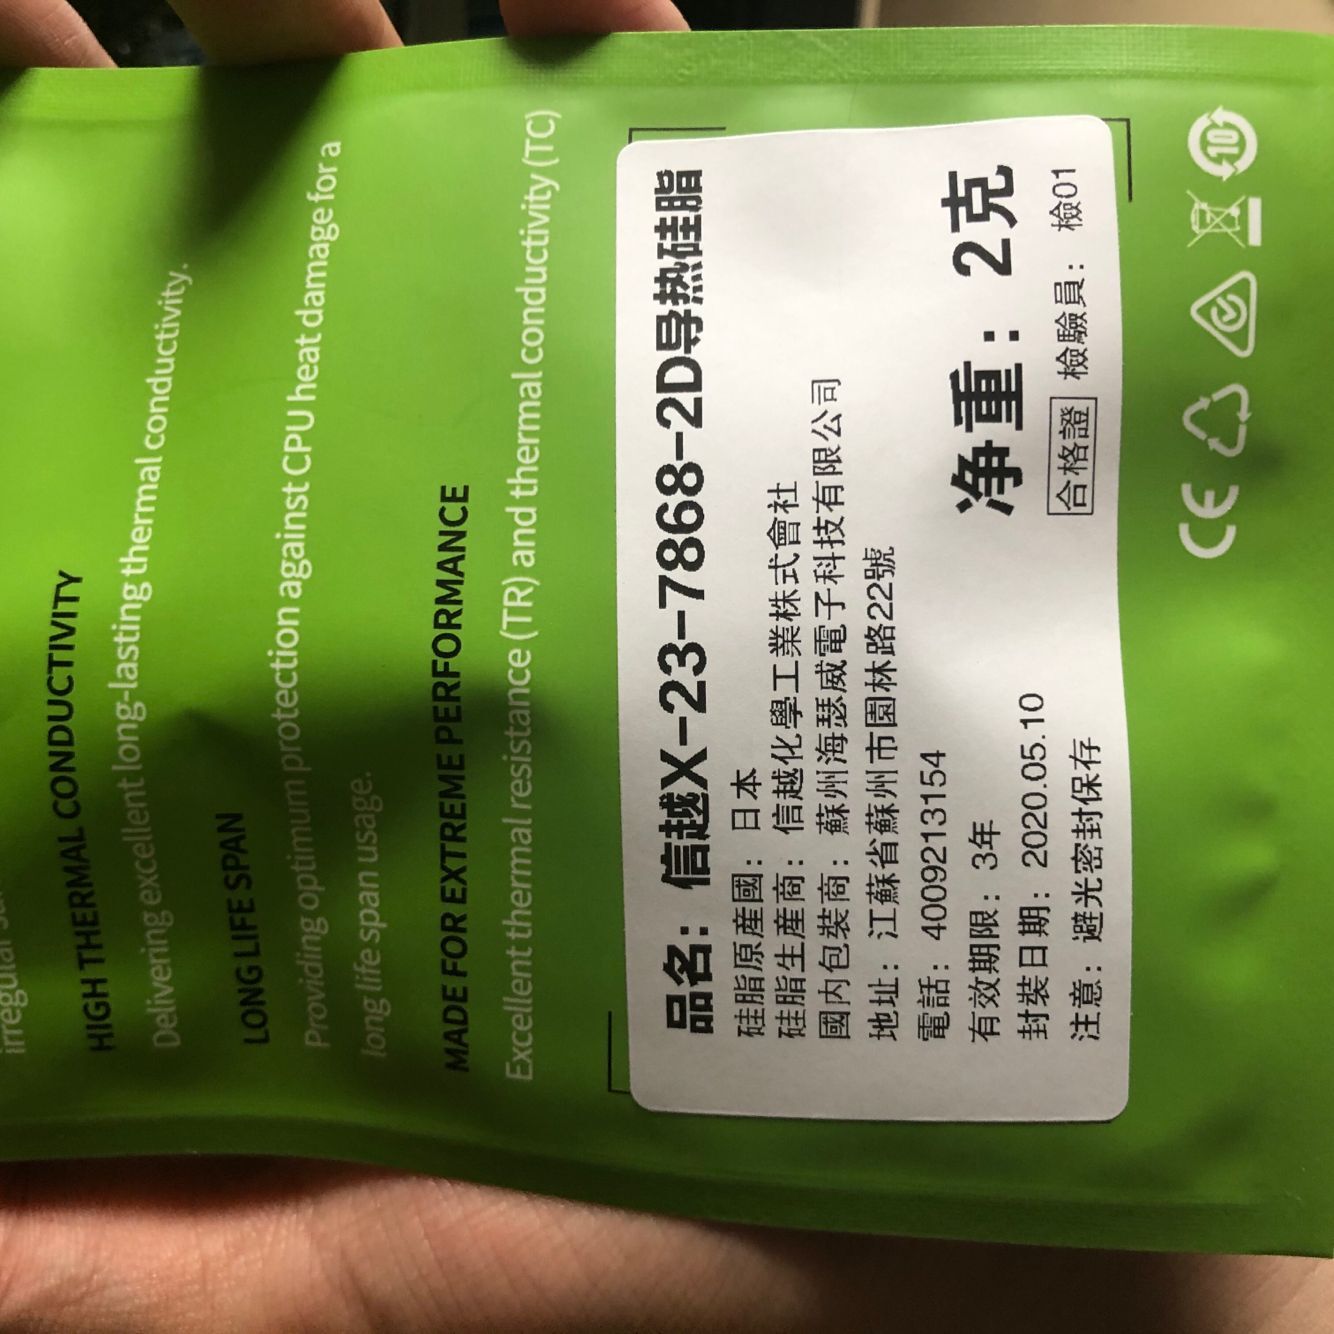 HIGH THERMAL CONDUCTIVITY
Delivering excellent long-lasting thermal conductivity.
LONG LIFE SPAN
Providing optimum protection against CPU heat damage for a
long life span usage.
MADE FOR EXTREME PERFORMANCE
Excellent thermal resistance (TR) and thermal conductivity (TC)
品名: 信越X-23-7868-2D导热硅脂
硅脂原産國: 日本
硅脂生産商: 信越化學工業株式會社
國内包裝商: 蘇州海瑟威電子科技有限公司
地址: 江蘇省蘇州市園林路22號
電話: 4009213154
有效期限: 3年
净重: 2克
封裝日期: 2020.05.10
合格證 檢驗員: 檢01
注意: 避光密封保存
CE
10